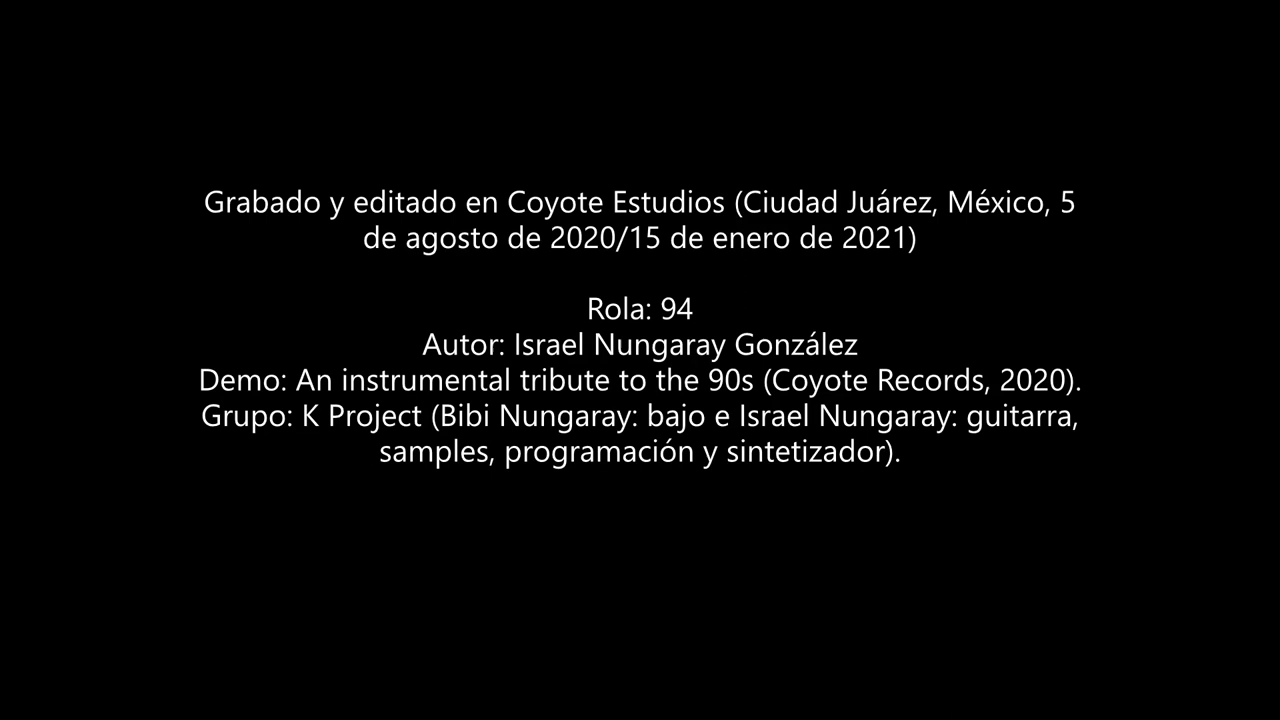 Grabado y editado en Coyote Estudios (Ciudad Juárez, México, 5
de agosto de 2020/15 de enero de 2021)
Rola: 94
Autor: Israel Nungaray González
Demo: An instrumental tribute to the 90s (Coyote Records, 2020).
Grupo: K Project (Bibi Nungaray: bajo e Israel Nungaray: guitarra,
samples, programación y sintetizador).